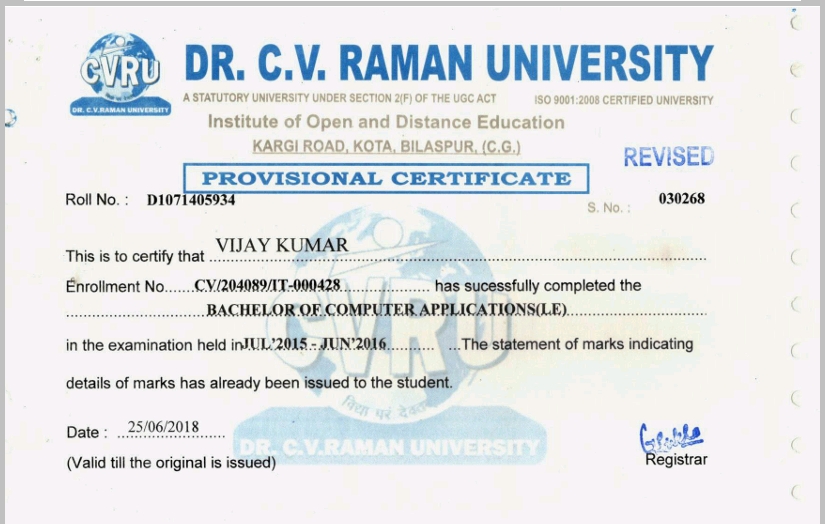 CVRU
DR. C.V.RAMAN UNIVERSITY
DR. C.V. RAMAN UNIVERSITY
A STATUTORY UNIVERSITY UNDER SECTION 2(F) OF THE UGC ACT ISO 9001:2008 CERTIFIED UNIVERSITY
Institute of Open and Distance Education
KARGI ROAD, KOTA, BILASPUR, (C.G.)
REVISED
PROVISIONAL CERTIFICATE
Roll No. : D1071405934
S. No. : 030268
This is to certify that VIJAY KUMAR
Enrollment No......CV/204089/IT-000428 has sucessfully completed the
BACHELOR OF COMPUTER APPLICATIONS(LE)
in the examination held in JUL'2015 - JUN'2016 The statement of marks indicating
details of marks has already been issued to the student.
CVRU
Date : 25/06/2018
DR. C.V.RAMAN UNIVERSITY
(Valid till the original is issued)
Registrar